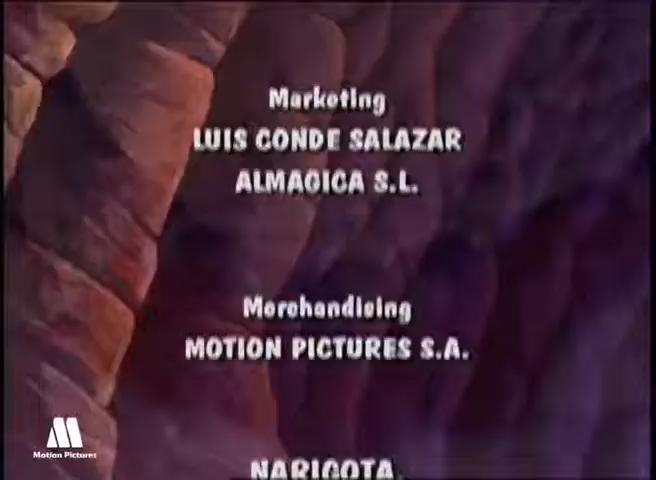 Marketing
LUIS CONDE SALAZAR
ALMAGICA S.L.
Merchandising
MOTION PICTURES S.A.
Motion Pictures
NARIGOTA